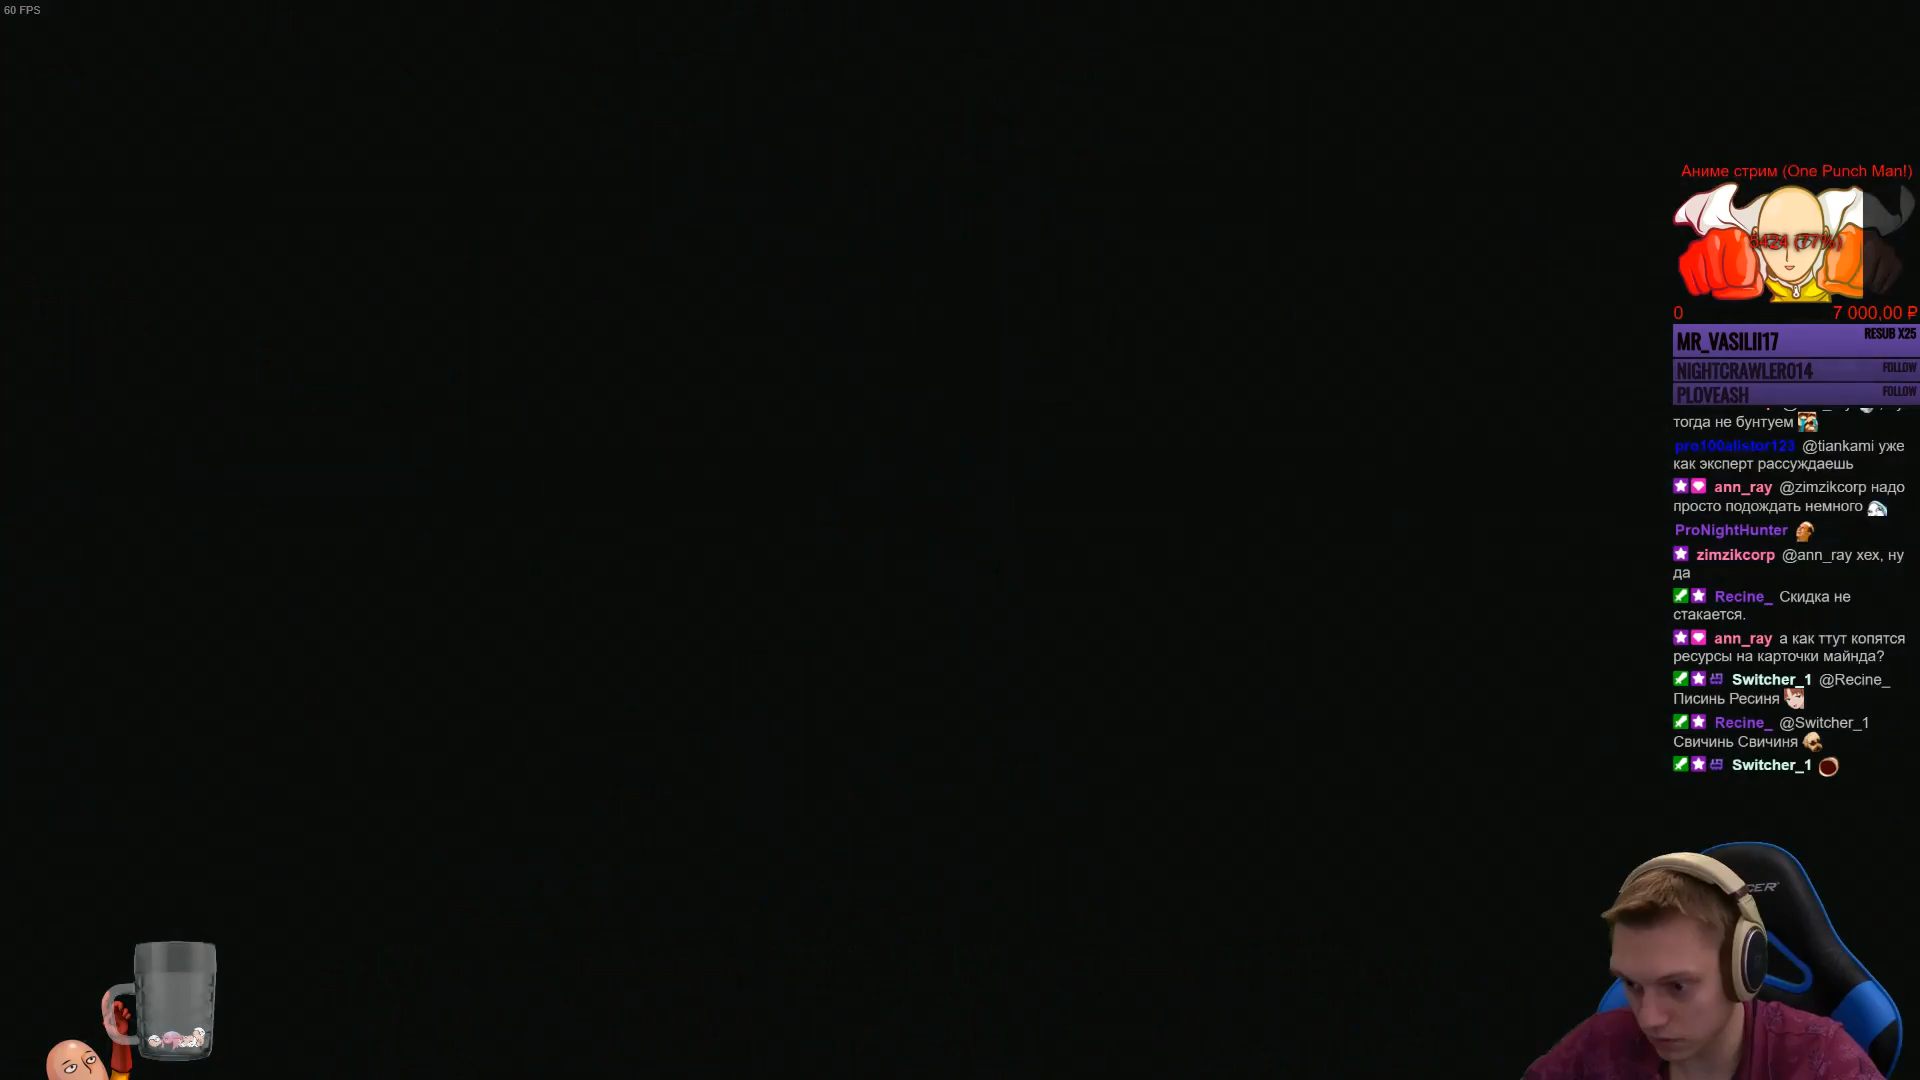 60 FPS
Аниме стрим (One Punch Man!)
5424 (77%)
0 7 000,00 ₽
MR_VASILII17 RESUB X25
NIGHTCRAWLER014 FOLLOW
PLOVEASH FOLLOW
тогда не бунтуем
pro100alistor123 @tiankami уже
как эксперт рассуждаешь
ann_ray @zimzikcorp надо
просто подождать немного
ProNightHunter
zimzikcorp @ann_ray хех, ну
да
Recine_ Скидка не
стакается.
ann_ray а как ттут копятся
ресурсы на карточки майнда?
Switcher_1 @Recine_
Писинь Ресиня
Recine_ @Switcher_1
Свичинь Свичиня
Switcher_1